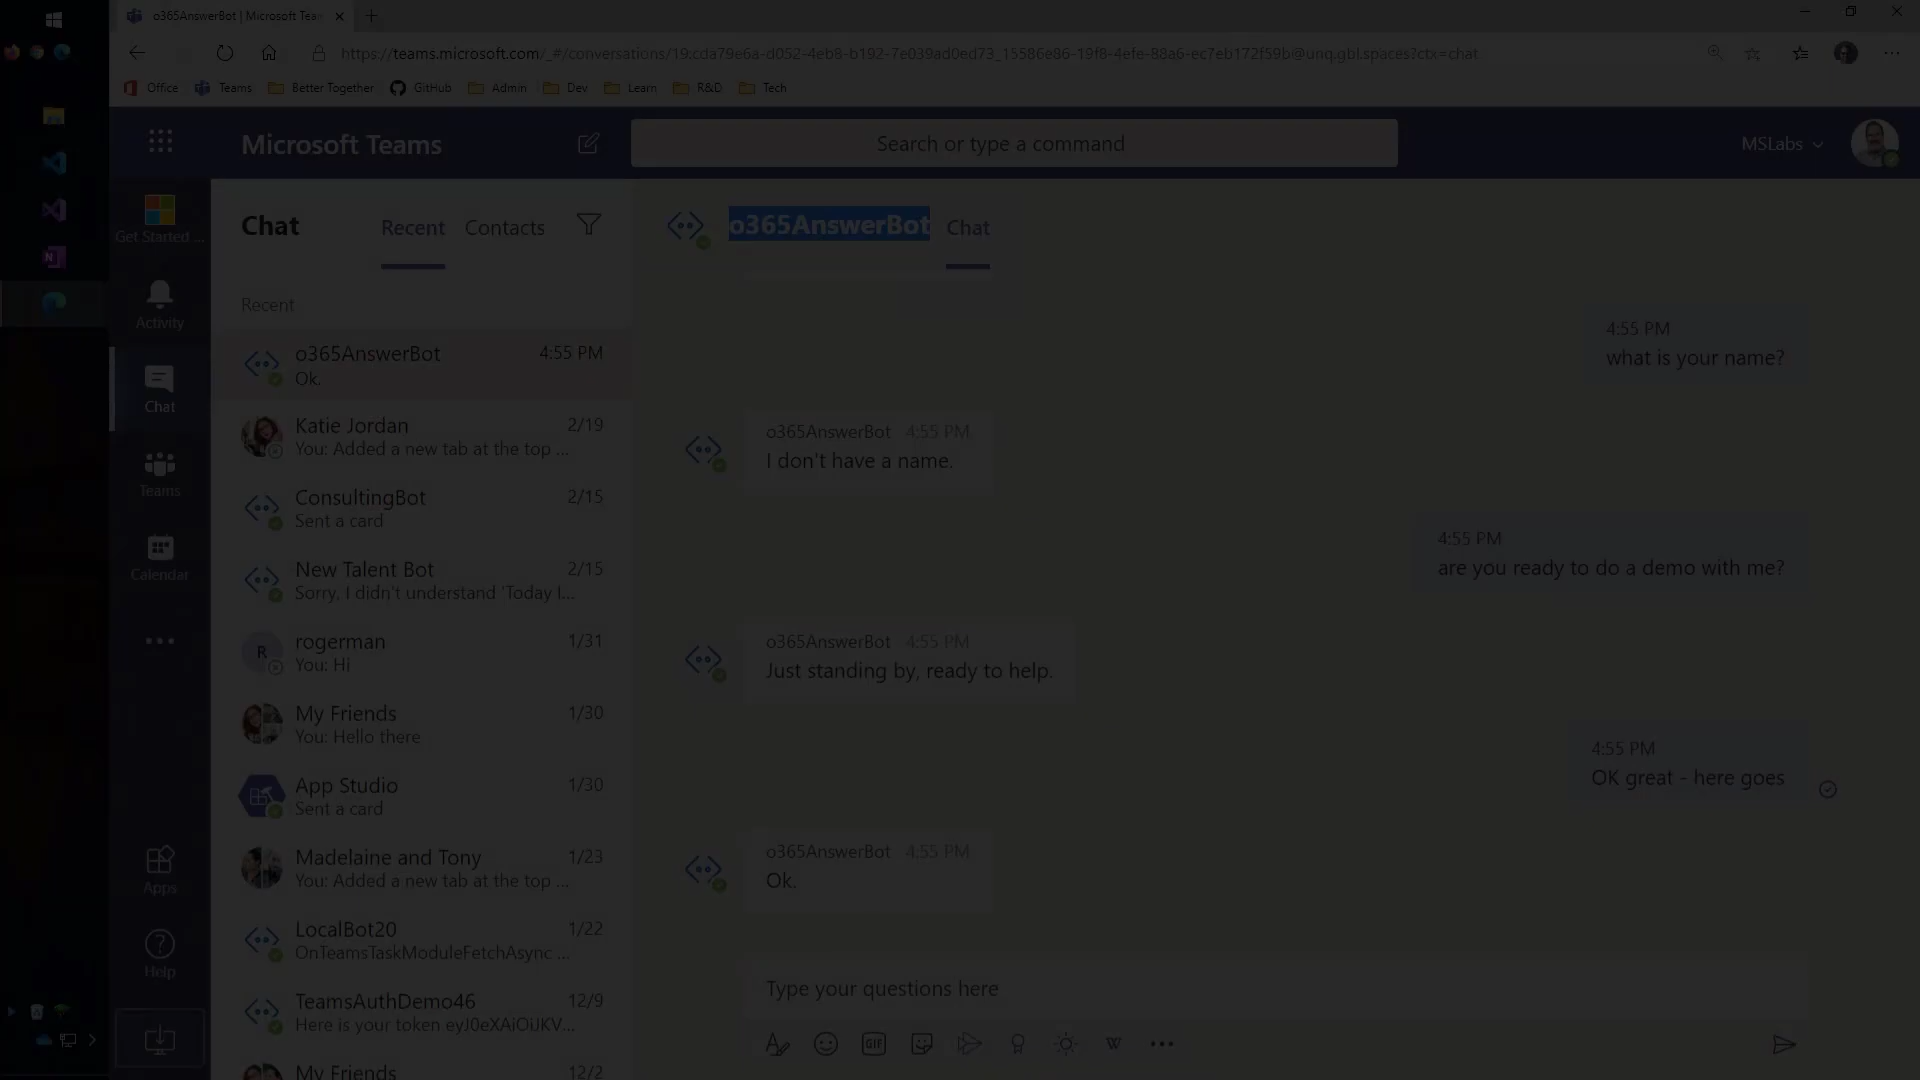 o365AnswerBot | Microsoft Tea
https://teams.microsoft.com/_#/conversations/19:cda79e6a-d052-4eb8-b192-7e039ad0ed73_15586e86-19f8-4efe-88a6-ec7eb172f59b@unq.gbl.spaces?ctx=chat
Office Teams Better Together GitHub Admin Dev Learn R&D Tech
Microsoft Teams
Search or type a command
MSLabs
Get Started ...
Activity
Chat
Teams
Calendar
Apps
Help
Chat Recent Contacts
Recent
o365AnswerBot 4:55 PM
Ok.
Katie Jordan 2/19
You: Added a new tab at the top ...
ConsultingBot 2/15
Sent a card
New Talent Bot 2/15
Sorry, I didn't understand 'Today I...
R
rogerman 1/31
You: Hi
My Friends 1/30
You: Hello there
App Studio 1/30
Sent a card
Madelaine and Tony 1/23
You: Added a new tab at the top ...
LocalBot20 1/22
OnTeamsTaskModuleFetchAsync ...
TeamsAuthDemo46 12/9
Here is your token eyJ0eXAiOiJKV...
My Friends 12/2
o365AnswerBot Chat
4:55 PM
what is your name?
o365AnswerBot 4:55 PM
I don't have a name.
4:55 PM
are you ready to do a demo with me?
o365AnswerBot 4:55 PM
Just standing by, ready to help.
4:55 PM
OK great - here goes
o365AnswerBot 4:55 PM
Ok.
Type your questions here
GIF
W